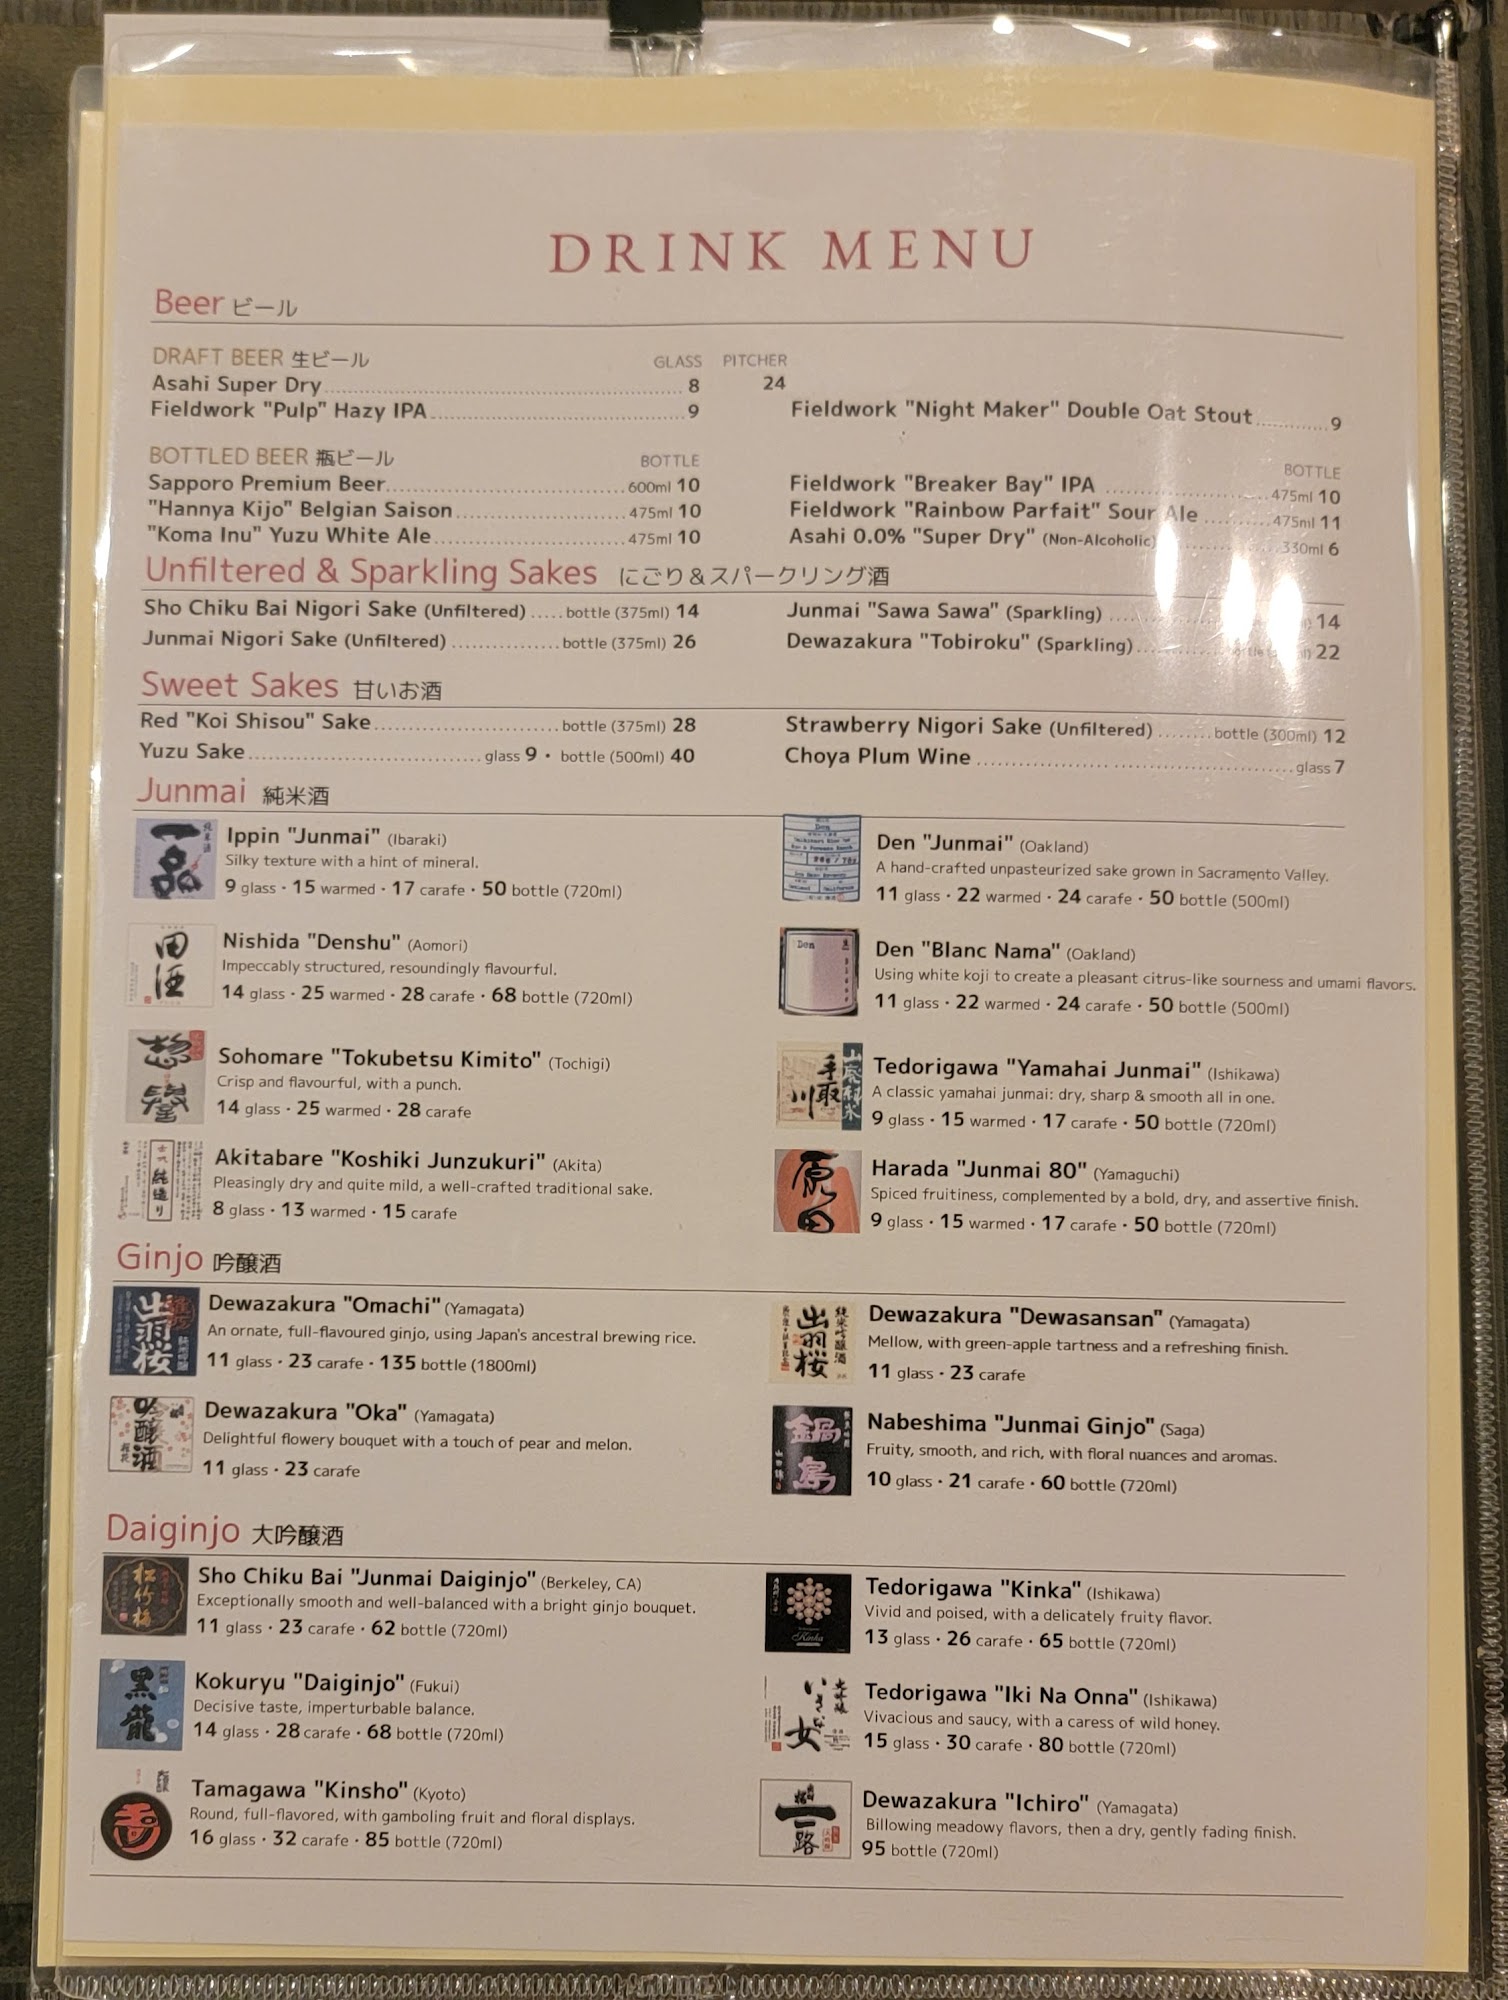 DRINK MENU
Beer ビール
DRAFT BEER 生ビール GLASS PITCHER
Asahi Super Dry 8 24
Fieldwork "Pulp" Hazy IPA 9
Fieldwork "Night Maker" Double Oat Stout 9
BOTTLED BEER 瓶ビール BOTTLE
Sapporo Premium Beer 600ml 10
"Hannya Kijo" Belgian Saison 475ml 10
"Koma Inu" Yuzu White Ale 475ml 10
BOTTLE
Fieldwork "Breaker Bay" IPA 475ml 10
Fieldwork "Rainbow Parfait" Sour Ale 475ml 11
Asahi 0.0% "Super Dry" (Non-Alcoholic) 330ml 6
Unfiltered & Sparkling Sakes にごり＆スパークリング酒
Sho Chiku Bai Nigori Sake (Unfiltered) bottle (375ml) 14
Junmai Nigori Sake (Unfiltered) bottle (375ml) 26
Junmai "Sawa Sawa" (Sparkling) 14
Dewazakura "Tobiroku" (Sparkling) 22
Sweet Sakes 甘いお酒
Red "Koi Shisou" Sake bottle (375ml) 28
Yuzu Sake glass 9 · bottle (500ml) 40
Strawberry Nigori Sake (Unfiltered) bottle (300ml) 12
Choya Plum Wine glass 7
Junmai 純米酒
Ippin "Junmai" (Ibaraki)
Silky texture with a hint of mineral.
9 glass · 15 warmed · 17 carafe · 50 bottle (720ml)
Nishida "Denshu" (Aomori)
Impeccably structured, resoundingly flavourful.
14 glass · 25 warmed · 28 carafe · 68 bottle (720ml)
Sohomare "Tokubetsu Kimito" (Tochigi)
Crisp and flavourful, with a punch.
14 glass · 25 warmed · 28 carafe
Akitabare "Koshiki Junzukuri" (Akita)
Pleasingly dry and quite mild, a well-crafted traditional sake.
8 glass · 13 warmed · 15 carafe
Den "Junmai" (Oakland)
A hand-crafted unpasteurized sake grown in Sacramento Valley.
11 glass · 22 warmed · 24 carafe · 50 bottle (500ml)
Den "Blanc Nama" (Oakland)
Using white koji to create a pleasant citrus-like sourness and umami flavors.
11 glass · 22 warmed · 24 carafe · 50 bottle (500ml)
Tedorigawa "Yamahai Junmai" (Ishikawa)
A classic yamahai junmai: dry, sharp & smooth all in one.
9 glass · 15 warmed · 17 carafe · 50 bottle (720ml)
Harada "Junmai 80" (Yamaguchi)
Spiced fruitiness, complemented by a bold, dry, and assertive finish.
9 glass · 15 warmed · 17 carafe · 50 bottle (720ml)
Ginjo 吟醸酒
Dewazakura "Omachi" (Yamagata)
An ornate, full-flavoured ginjo, using Japan's ancestral brewing rice.
11 glass · 23 carafe · 135 bottle (1800ml)
Dewazakura "Oka" (Yamagata)
Delightful flowery bouquet with a touch of pear and melon.
11 glass · 23 carafe
Dewazakura "Dewasansan" (Yamagata)
Mellow, with green-apple tartness and a refreshing finish.
11 glass · 23 carafe
Nabeshima "Junmai Ginjo" (Saga)
Fruity, smooth, and rich, with floral nuances and aromas.
10 glass · 21 carafe · 60 bottle (720ml)
Daiginjo 大吟醸酒
Sho Chiku Bai "Junmai Daiginjo" (Berkeley, CA)
Exceptionally smooth and well-balanced with a bright ginjo bouquet.
11 glass · 23 carafe · 62 bottle (720ml)
Kokuryu "Daiginjo" (Fukui)
Decisive taste, imperturbable balance.
14 glass · 28 carafe · 68 bottle (720ml)
Tamagawa "Kinsho" (Kyoto)
Round, full-flavored, with gamboling fruit and floral displays.
16 glass · 32 carafe · 85 bottle (720ml)
Tedorigawa "Kinka" (Ishikawa)
Vivid and poised, with a delicately fruity flavor.
13 glass · 26 carafe · 65 bottle (720ml)
Tedorigawa "Iki Na Onna" (Ishikawa)
Vivacious and saucy, with a caress of wild honey.
15 glass · 30 carafe · 80 bottle (720ml)
Dewazakura "Ichiro" (Yamagata)
Billowing meadowy flavors, then a dry, gently fading finish.
95 bottle (720ml)